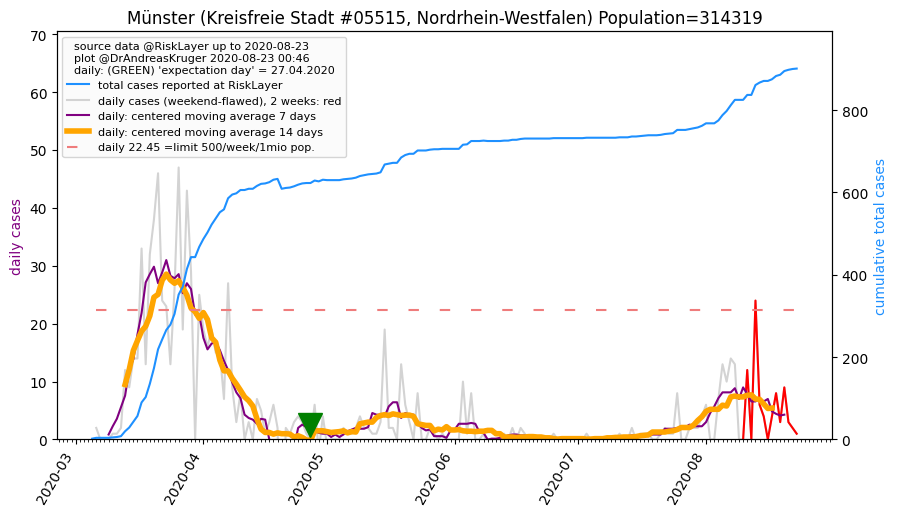 Münster (Kreisfreie Stadt #05515, Nordrhein-Westfalen) Population=314319
source data @RiskLayer up to 2020-08-23
plot @DrAndreasKruger 2020-08-23 00:46
daily: (GREEN) 'expectation day' = 27.04.2020
total cases reported at RiskLayer
daily cases (weekend-flawed), 2 weeks: red
daily: centered moving average 7 days
daily: centered moving average 14 days
daily 22.45 =limit 500/week/1mio pop.
daily cases
70
60
50
40
30
20
10
0
cumulative total cases
800
600
400
200
0
2020-03
2020-04
2020-05
2020-06
2020-07
2020-08